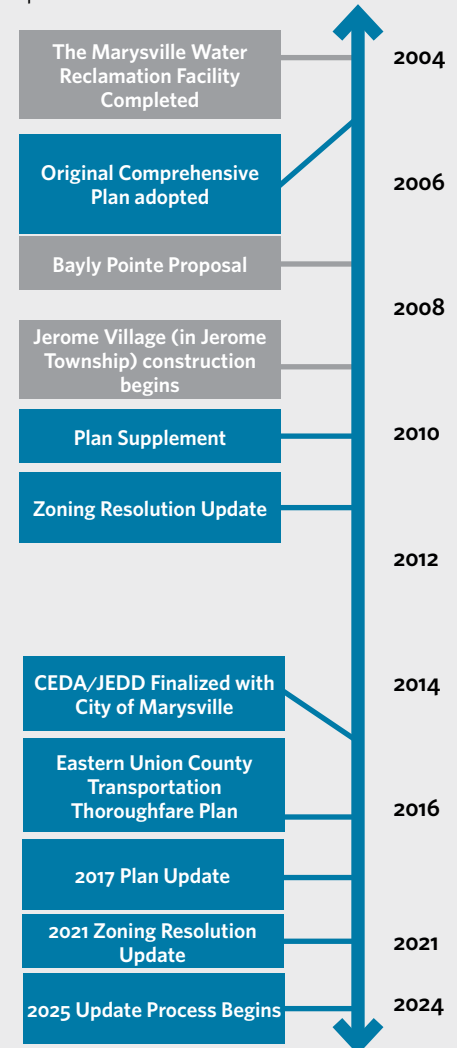 The Marysville Water
Reclamation Facility
Completed
2004
Original Comprehensive
Plan adopted
2006
Bayly Pointe Proposal
2008
Jerome Village (in Jerome
Township) construction
begins
Plan Supplement
2010
Zoning Resolution Update
2012
CEDA/JEDD Finalized with
City of Marysville
2014
Eastern Union County
Transportation
Thoroughfare Plan
2016
2017 Plan Update
2021 Zoning Resolution
Update
2021
2025 Update Process Begins
2024